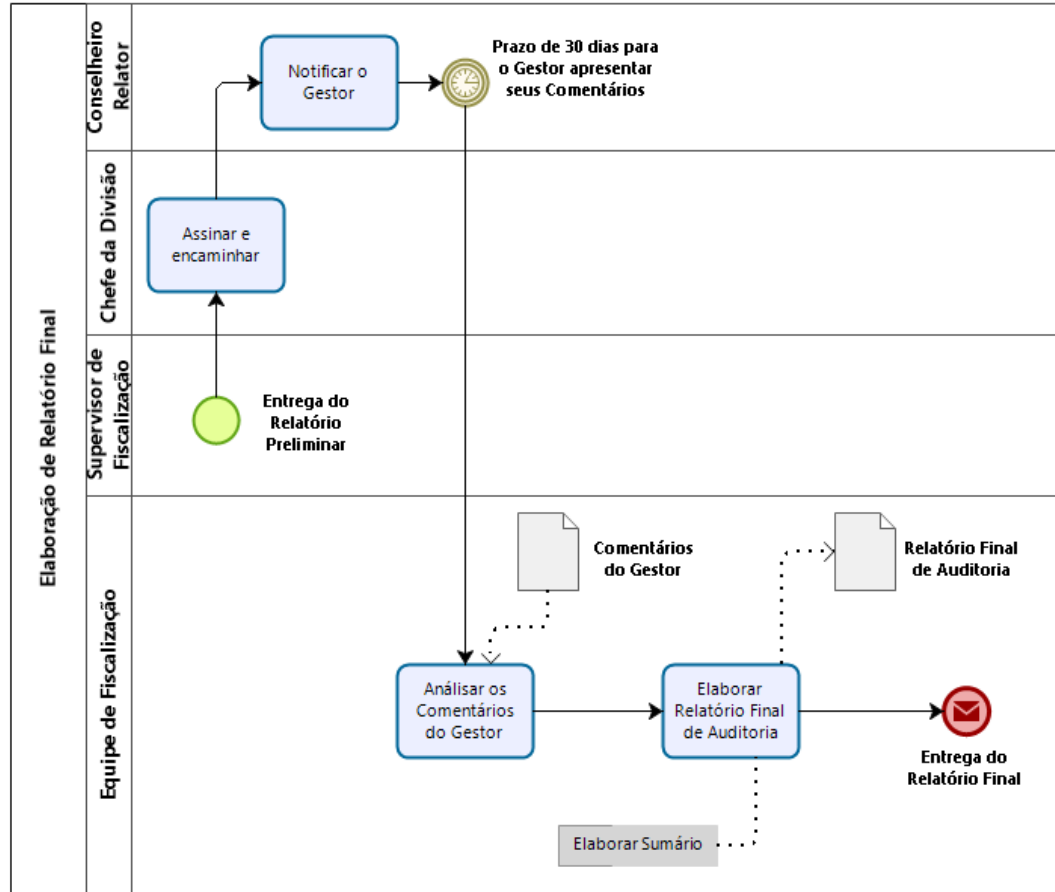 Elaboração de Relatório Final
Conselheiro
Relator
Notificar o
Gestor
Prazo de 30 dias para
o Gestor apresentar
seus Comentários
Chefe da Divisão
Assinar e
encaminhar
Supervisor de
Fiscalização
Entrega do
Relatório
Preliminar
Equipe de Fiscalização
Comentários
do Gestor
Relatório Final
de Auditoria
Análisar os
Comentários
do Gestor
Elaborar
Relatório Final
de Auditoria
Entrega do
Relatório Final
Elaborar Sumário